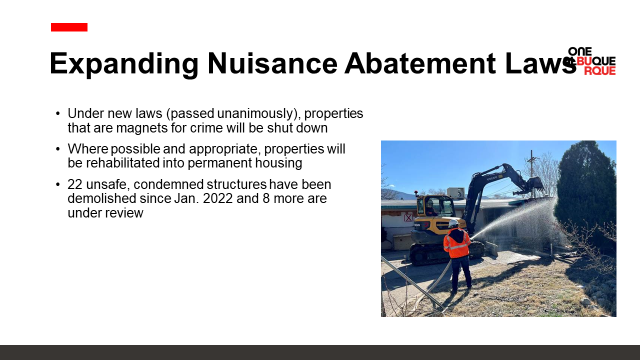 Expanding Nuisance Abatement Laws
ONE
ALBUQUE
RQUE
• Under new laws (passed unanimously), properties
that are magnets for crime will be shut down
• Where possible and appropriate, properties will
be rehabilitated into permanent housing
• 22 unsafe, condemned structures have been
demolished since Jan. 2022 and 8 more are
under review